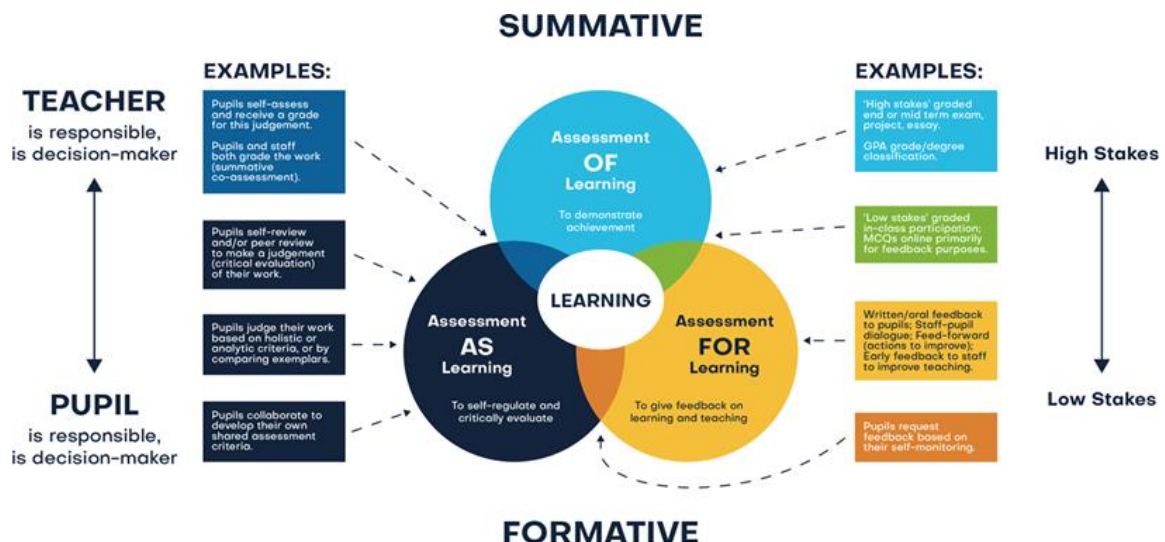 SUMMATIVE
TEACHER
is responsible,
is decision-maker
PUPIL
is responsible,
is decision-maker
EXAMPLES:
Pupils self-assess
and receive a grade
for this judgement.
Pupils and staff
both grade the work
(summative
co-assessment).
Pupils self-review
and/or peer review
to make a judgement
(critical evaluation)
of their work.
Pupils judge their work
based on holistic or
analytic criteria, or by
comparing exemplars.
Pupils collaborate to
develop their own
shared assessment
criteria.
Assessment
OF
Learning
To demonstrate
achievement
LEARNING
Assessment
AS
Learning
To self-regulate and
critically evaluate
Assessment
FOR
Learning
To give feedback on
learning and teaching
EXAMPLES:
'High stakes' graded
end or mid term exam,
project, essay.
GPA grade/degree
classification.
'Low stakes' graded
in-class participation;
MCQs online primarily
for feedback purposes.
Written/oral feedback
to pupils; Staff-pupil
dialogue; Feed-forward
(actions to improve);
Early feedback to staff
to improve teaching.
Pupils request
feedback based on
their self-monitoring.
High Stakes
Low Stakes
FORMATIVE